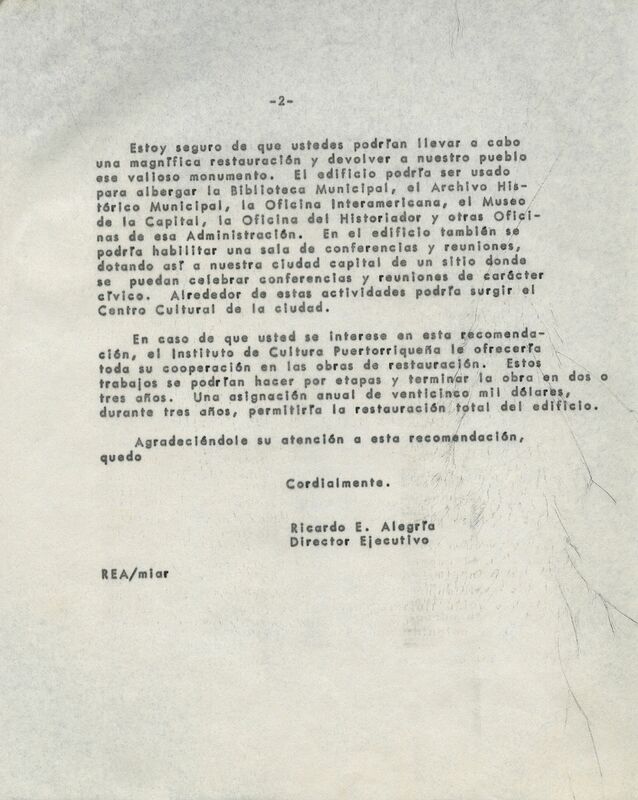 -2-
Estoy seguro de que ustedes podrían llevar a cabo
una magnífica restauración y devolver a nuestro pueblo
ese valioso monumento. El edificio podría ser usado
para albergar la Biblioteca Municipal, el Archivo His-
tórico Municipal, la Oficina Interamericana, el Museo
de la Capital, la Oficina del Historiador y otras Ofici-
nas de esa Administración. En el edificio también se
podría habilitar una sala de conferencias y reuniones,
dotando así a nuestra ciudad capital de un sitio donde
se puedan celebrar conferencias y reuniones de carácter
cívico. Alrededor de estas actividades podría surgir el
Centro Cultural de la ciudad.
En caso de que usted se interese en esta recomenda-
ción, el Instituto de Cultura Puertorriqueña le ofrecería
toda su cooperación en las obras de restauración. Estos
trabajos se podrían hacer por etapas y terminar la obra en dos o
tres años. Una asignación anual de venticinco mil dólares,
durante tres años, permitiría la restauración total del edificio.
Agradeciéndole su atención a esta recomendación,
quedo
Cordialmente.
Ricardo E. Alegría
Director Ejecutivo
REA/miar